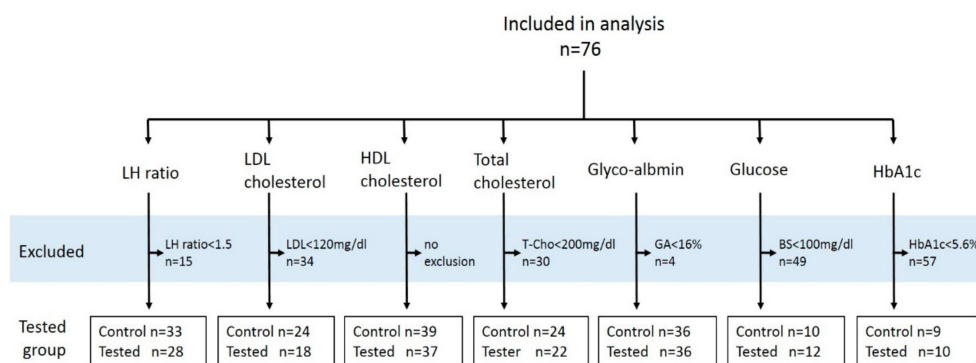 Included in analysis
n=76
LH ratio
LDL
cholesterol
HDL
cholesterol
Total
cholesterol
Glyco-albmin
Glucose
HbA1c
Excluded
LH ratio<1.5
n=15
LDL<120mg/dl
n=34
no
exclusion
T-Cho<200mg/dl
n=30
GA<16%
n=4
BS<100mg/dl
n=49
HbA1c<5.6%
n=57
Tested
group
Control n=33
Tested n=28
Control n=24
Tested n=18
Control n=39
Tested n=37
Control n=24
Tester n=22
Control n=36
Tested n=36
Control n=10
Tested n=12
Control n=9
Tested n=10